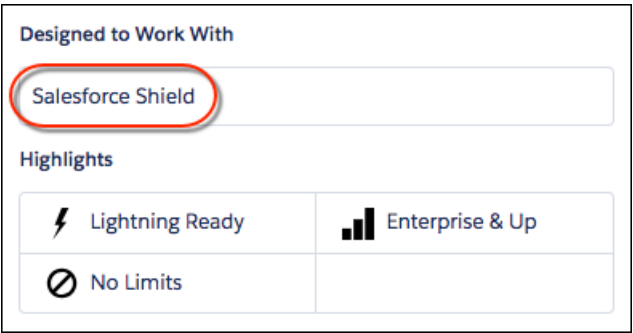 Designed to Work With
Salesforce Shield
Highlights
Lightning Ready
Enterprise & Up
No Limits